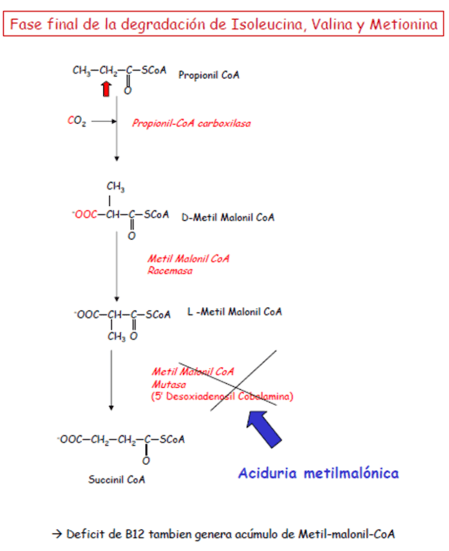 Fase final de la degradación de Isoleucina, Valina y Metionina
CH₃–CH₂–C–SCoA Propionil CoA
O
CO₂ Propionil-CoA carboxilasa
CH₃
⁻OOC–CH–C–SCoA D-Metil Malonil CoA
O
Metil Malonil CoA
Racemasa
⁻OOC–CH–C–SCoA L -Metil Malonil CoA
CH₃ O
Metil Malonil CoA
Mutasa
(5' Desoxiadenosil Cobalamina)
⁻OOC–CH₂–CH₂–C–SCoA
O
Succinil CoA
Aciduria metilmalónica
→ Deficit de B12 tambien genera acúmulo de Metil-malonil-CoA